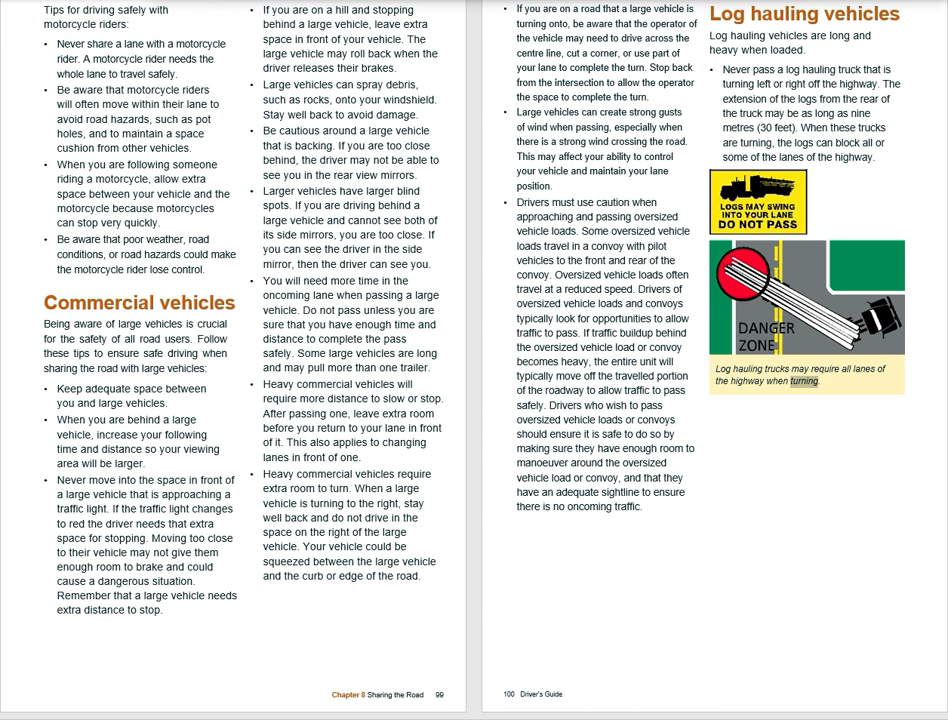 Tips for driving safely with
motorcycle riders:
• Never share a lane with a motorcycle
rider. A motorcycle rider needs the
whole lane to travel safely.
• Be aware that motorcycle riders
will often move within their lane to
avoid road hazards, such as pot
holes, and to maintain a space
cushion from other vehicles.
• When you are following someone
riding a motorcycle, allow extra
space between your vehicle and the
motorcycle because motorcycles
can stop very quickly.
• Be aware that poor weather, road
conditions, or road hazards could make
the motorcycle rider lose control.
Commercial vehicles
Being aware of large vehicles is crucial
for the safety of all road users. Follow
these tips to ensure safe driving when
sharing the road with large vehicles:
• Keep adequate space between
you and large vehicles.
• When you are behind a large
vehicle, increase your following
time and distance so your viewing
area will be larger.
• Never move into the space in front of
a large vehicle that is approaching a
traffic light. If the traffic light changes
to red the driver needs that extra
space for stopping. Moving too close
to their vehicle may not give them
enough room to brake and could
cause a dangerous situation.
Remember that a large vehicle needs
extra distance to stop.
• If you are on a hill and stopping
behind a large vehicle, leave extra
space in front of your vehicle. The
large vehicle may roll back when the
driver releases their brakes.
• Large vehicles can spray debris,
such as rocks, onto your windshield.
Stay well back to avoid damage.
• Be cautious around a large vehicle
that is backing. If you are too close
behind, the driver may not be able to
see you in the rear view mirrors.
• Larger vehicles have larger blind
spots. If you are driving behind a
large vehicle and cannot see both of
its side mirrors, you are too close. If
you can see the driver in the side
mirror, then the driver can see you.
• You will need more time in the
oncoming lane when passing a large
vehicle. Do not pass unless you are
sure that you have enough time and
distance to complete the pass
safely. Some large vehicles are long
and may pull more than one trailer.
• Heavy commercial vehicles will
require more distance to slow or stop.
After passing one, leave extra room
before you return to your lane in front
of it. This also applies to changing
lanes in front of one.
• Heavy commercial vehicles require
extra room to turn. When a large
vehicle is turning to the right, stay
well back and do not drive in the
space on the right of the large
vehicle. Your vehicle could be
squeezed between the large vehicle
and the curb or edge of the road.
Chapter 8 Sharing the Road 99
• If you are on a road that a large vehicle is
turning onto, be aware that the operator of
the vehicle may need to drive across the
centre line, cut a corner, or use part of
your lane to complete the turn. Stop back
from the intersection to allow the operator
the space to complete the turn.
• Large vehicles can create strong gusts
of wind when passing, especially when
there is a strong wind crossing the road.
This may affect your ability to control
your vehicle and maintain your lane
position.
• Drivers must use caution when
approaching and passing oversized
vehicle loads. Some oversized vehicle
loads travel in a convoy with pilot
vehicles to the front and rear of the
convoy. Oversized vehicle loads often
travel at a reduced speed. Drivers of
oversized vehicle loads and convoys
typically look for opportunities to allow
traffic to pass. If traffic buildup behind
the oversized vehicle load or convoy
becomes heavy, the entire unit will
typically move off the travelled portion
of the roadway to allow traffic to pass
safely. Drivers who wish to pass
oversized vehicle loads or convoys
should ensure it is safe to do so by
making sure they have enough room to
manoeuver around the oversized
vehicle load or convoy, and that they
have an adequate sightline to ensure
there is no oncoming traffic.
Log hauling vehicles
Log hauling vehicles are long and
heavy when loaded.
• Never pass a log hauling truck that is
turning left or right off the highway. The
extension of the logs from the rear of
the truck may be as long as nine
metres (30 feet). When these trucks
are turning, the logs can block all or
some of the lanes of the highway.
LOGS MAY SWING
INTO YOUR LANE
DO NOT PASS
DANGER
ZONE
Log hauling trucks may require all lanes of
the highway when turning.
100 Driver's Guide